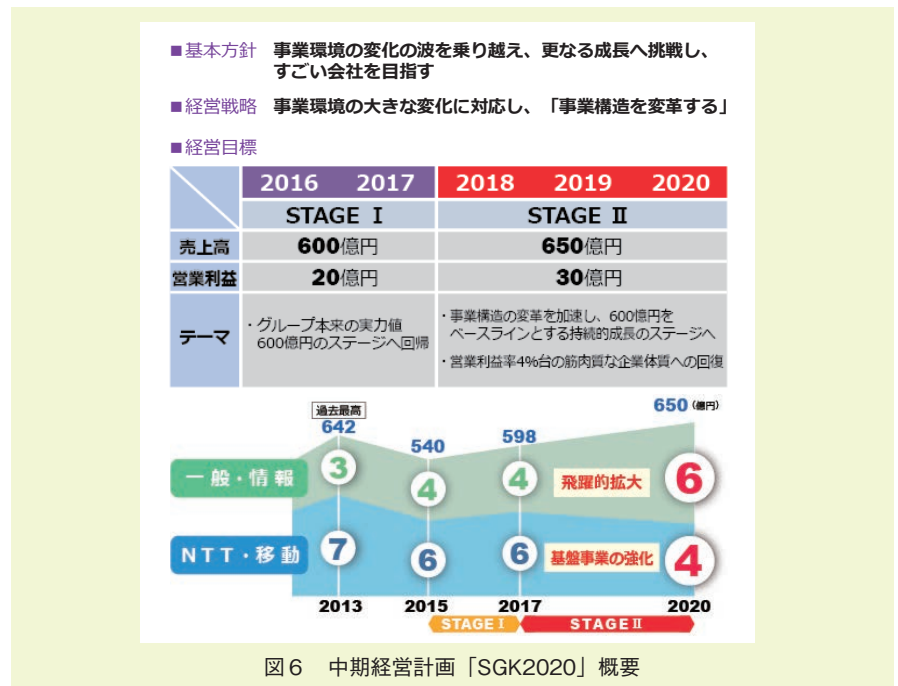 ■基本方針 事業環境の変化の波を乗り越え、更なる成長へ挑戦し、
すごい会社を目指す
■経営戦略 事業環境の大きな変化に対応し、「事業構造を変革する」
■経営目標
2016 2017 2018 2019 2020
STAGE Ⅰ STAGE Ⅱ
売上高 600億円 650億円
営業利益 20億円 30億円
テーマ
・グループ本来の実力値
600億円のステージへ回帰
・事業構造の変革を加速し、600億円を
ベースラインとする持続的成長のステージへ
・営業利益率4%台の筋肉質な企業体質への回復
過去最高
642 540 598 650(億円)
一般・情報 3 4 4 飛躍的拡大 6
NTT・移動 7 6 6 基盤事業の強化 4
2013 2015 2017 2020
STAGE Ⅰ STAGE Ⅱ
図6 中期経営計画「SGK2020」概要